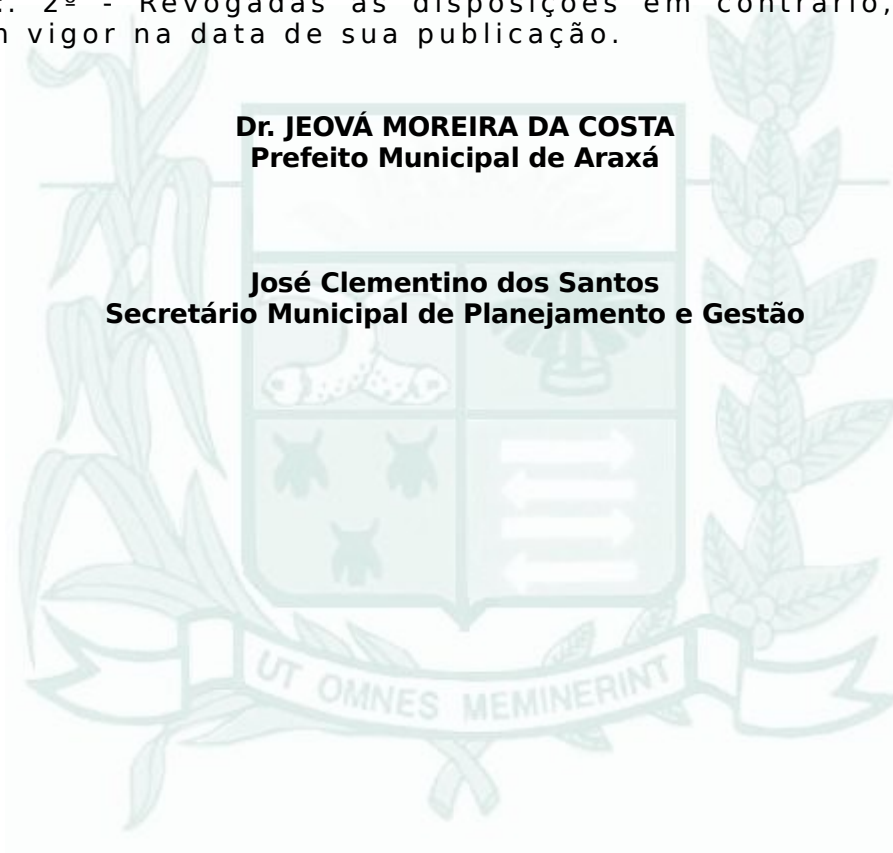 2º - Revogadas as disposições em contrário,
vigor na data de sua publicação.
Dr. JEOVÁ MOREIRA DA COSTA
Prefeito Municipal de Araxá
José Clementino dos Santos
Secretário Municipal de Planejamento e Gestão
UT OMNES MEMINERINT